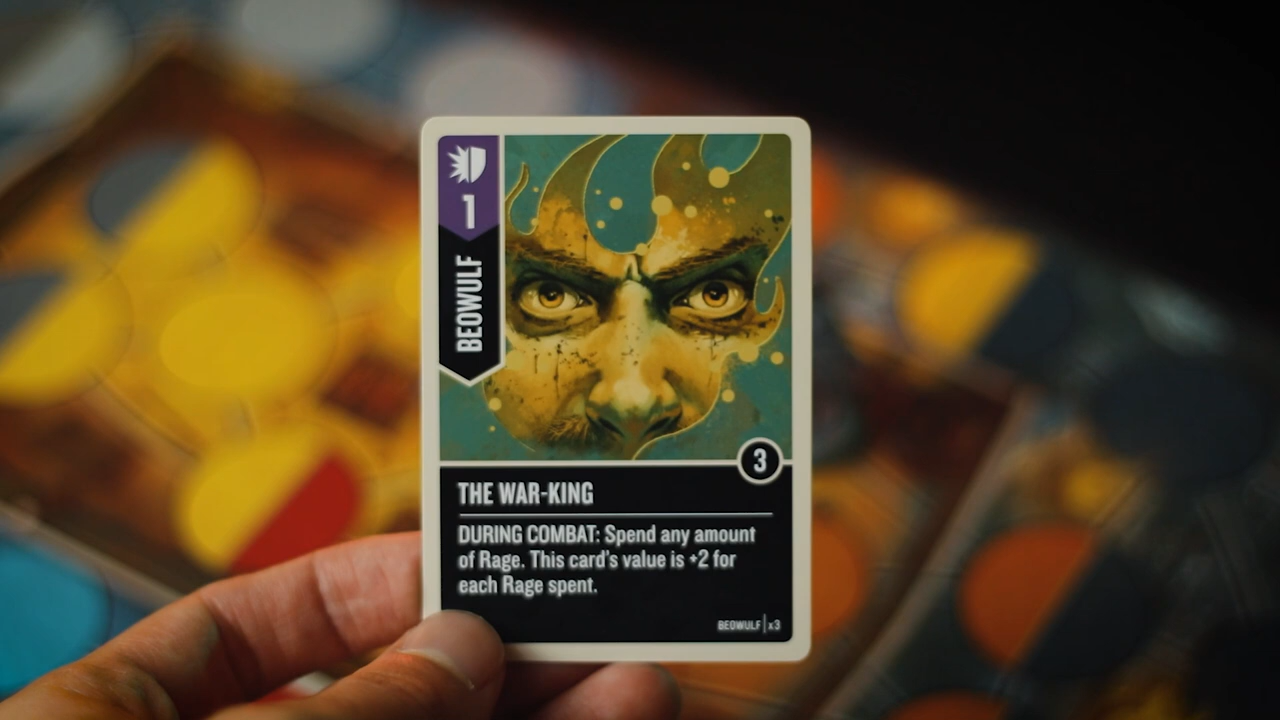 1
BEOWULF
3
THE WAR-KING
DURING COMBAT: Spend any amount
of Rage. This card's value is +2 for
each Rage spent.
BEOWULF | x3